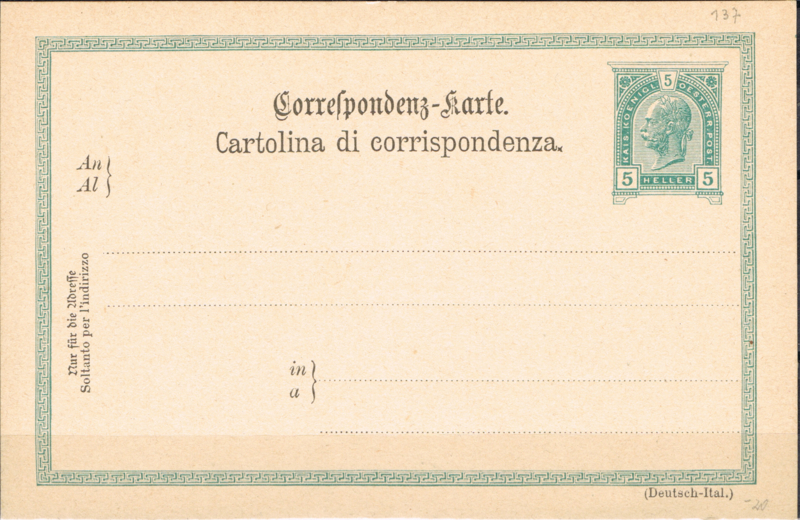 137
Correspondenz-Karte.
Cartolina di corrispondenza.
5
KAIS. KOENIGL. OESTERR. POST
5 HELLER 5
An
Al
Nur für die Adresse
Soltanto per l'indirizzo
in
a
(Deutsch-Ital.)
-20